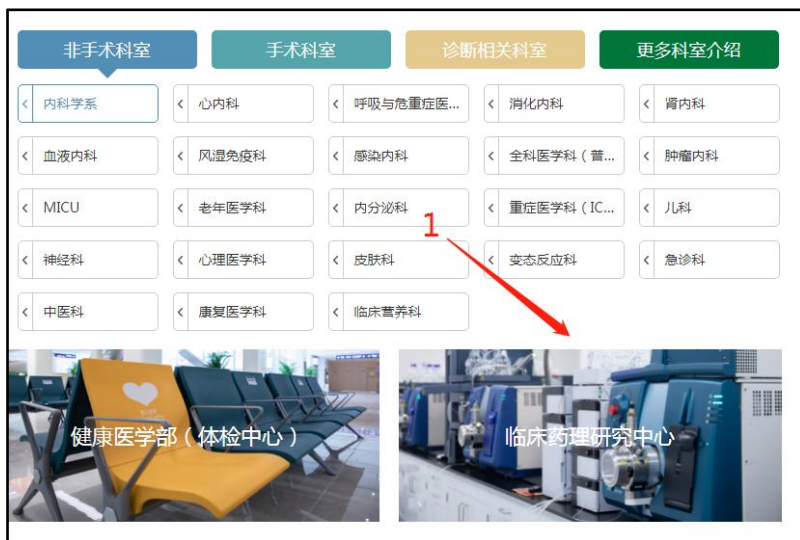 非手术科室 手术科室 诊断相关科室 更多科室介绍
内科学系 心内科 呼吸与危重症医... 消化内科 肾内科
血液内科 风湿免疫科 感染内科 全科医学科（普... 肿瘤内科
MICU 老年医学科 内分泌科 重症医学科（IC... 儿科
1
神经科 心理医学科 皮肤科 变态反应科 急诊科
中医科 康复医学科 临床营养科
健康医学部（体检中心） 临床药理研究中心